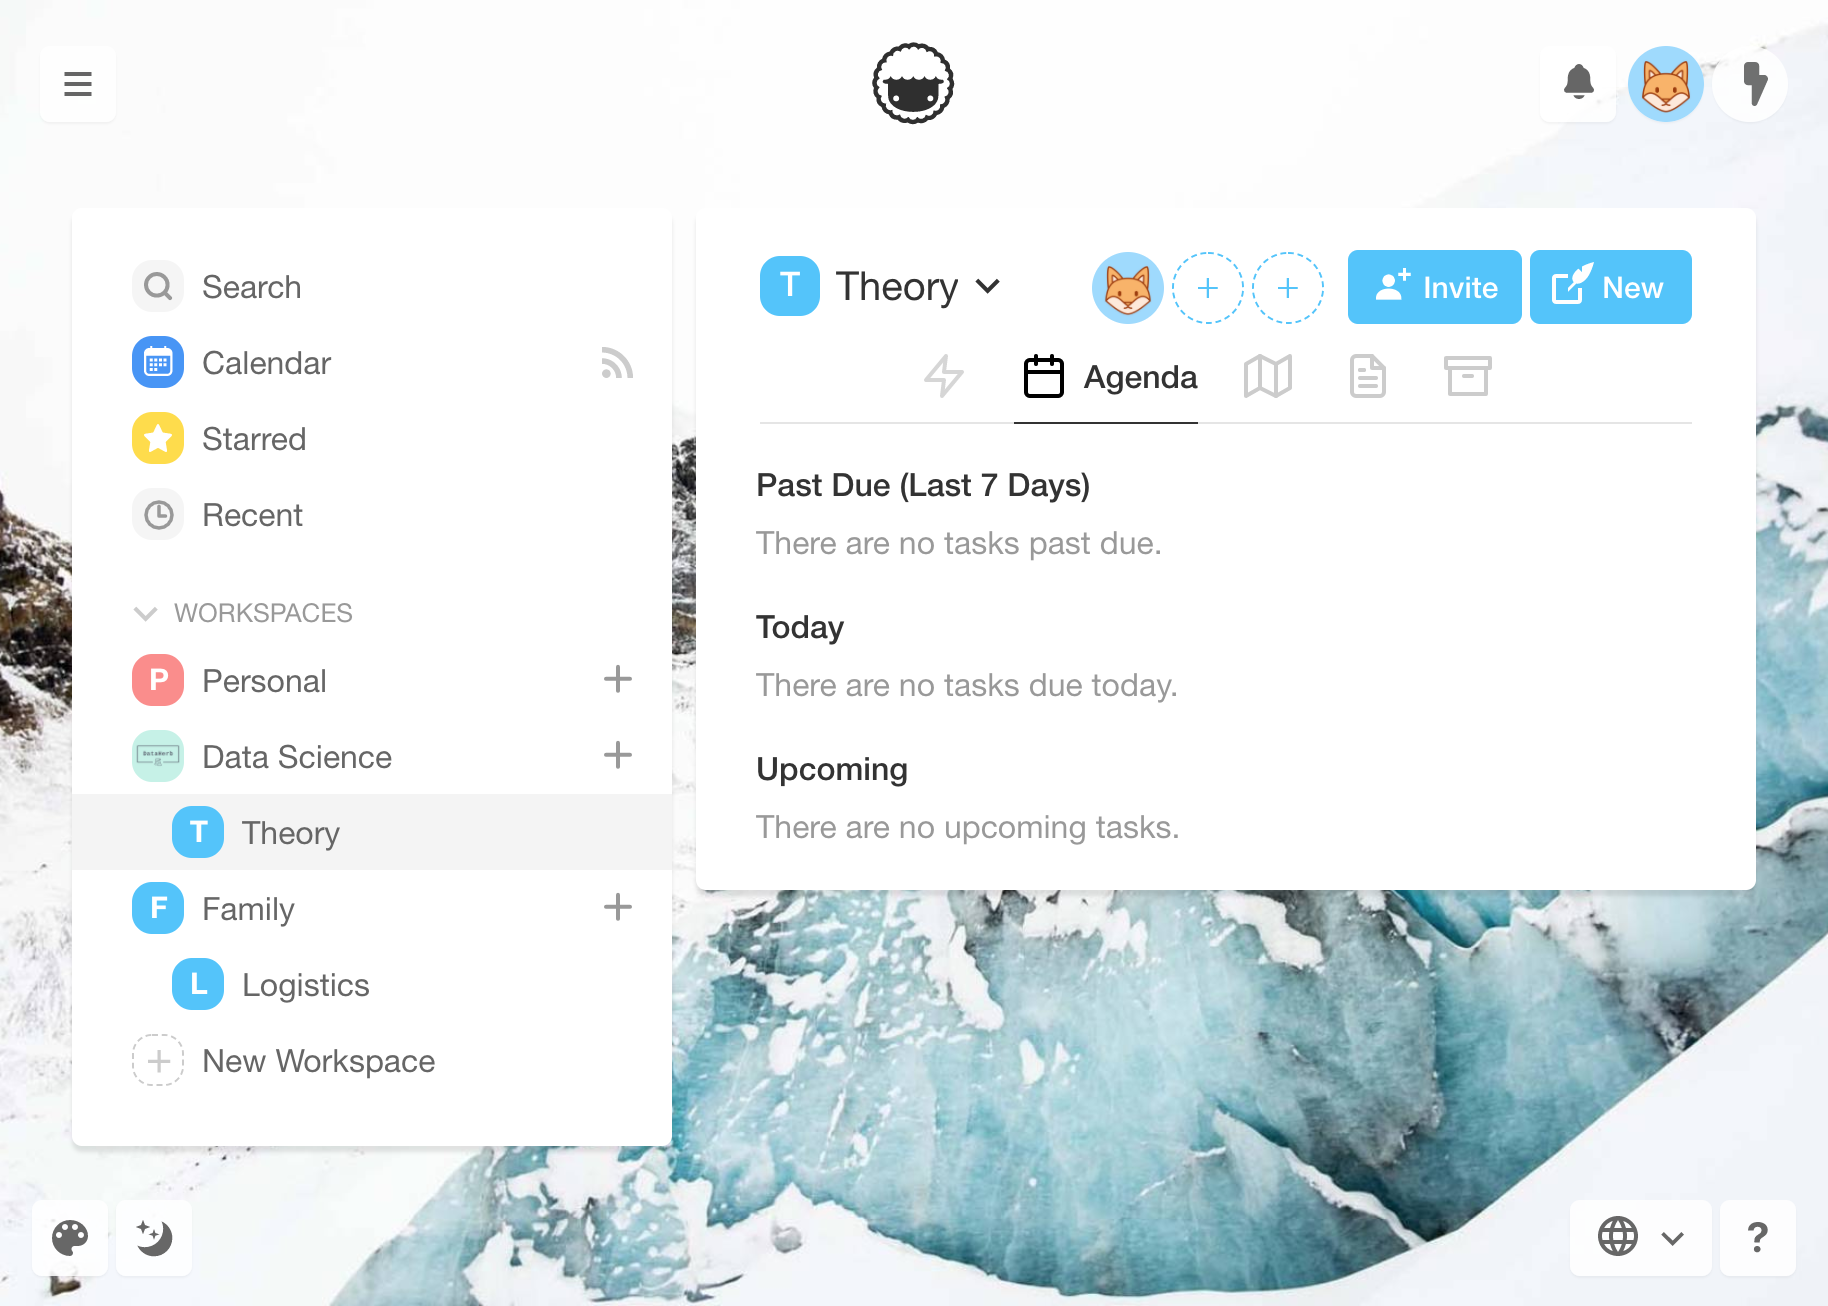 Search
Calendar
Starred
Recent
WORKSPACES
P Personal
DataHerb
Data Science
T Theory
F Family
L Logistics
New Workspace
T Theory
Invite
New
Agenda
Past Due (Last 7 Days)
There are no tasks past due.
Today
There are no tasks due today.
Upcoming
There are no upcoming tasks.
?